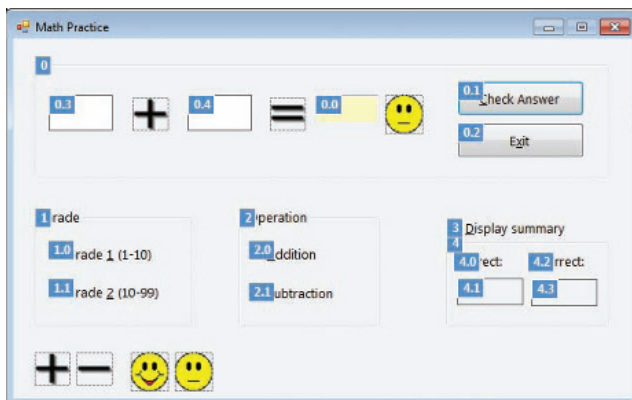 Math Practice
0
0.3 0.4 0.0 0.1 Check Answer
0.2 Exit
1 rade 2 peration 3 Display summary
4
1.0 rade 1 (1-10) 2.0 ddition 4.0 rect: 4.2 rrect:
1.1 rade 2 (10-99) 2.1 ubtraction 4.1 4.3